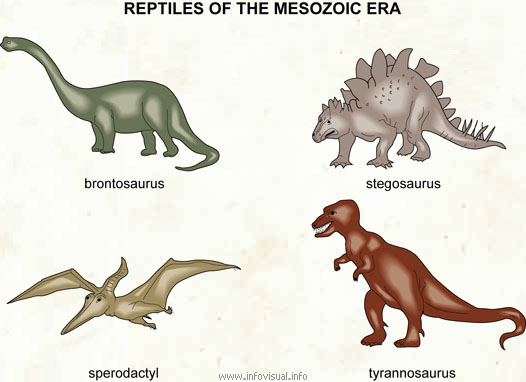 REPTILES OF THE MESOZOIC ERA
brontosaurus
stegosaurus
sperodactyl
tyrannosaurus
www.infovisual.info